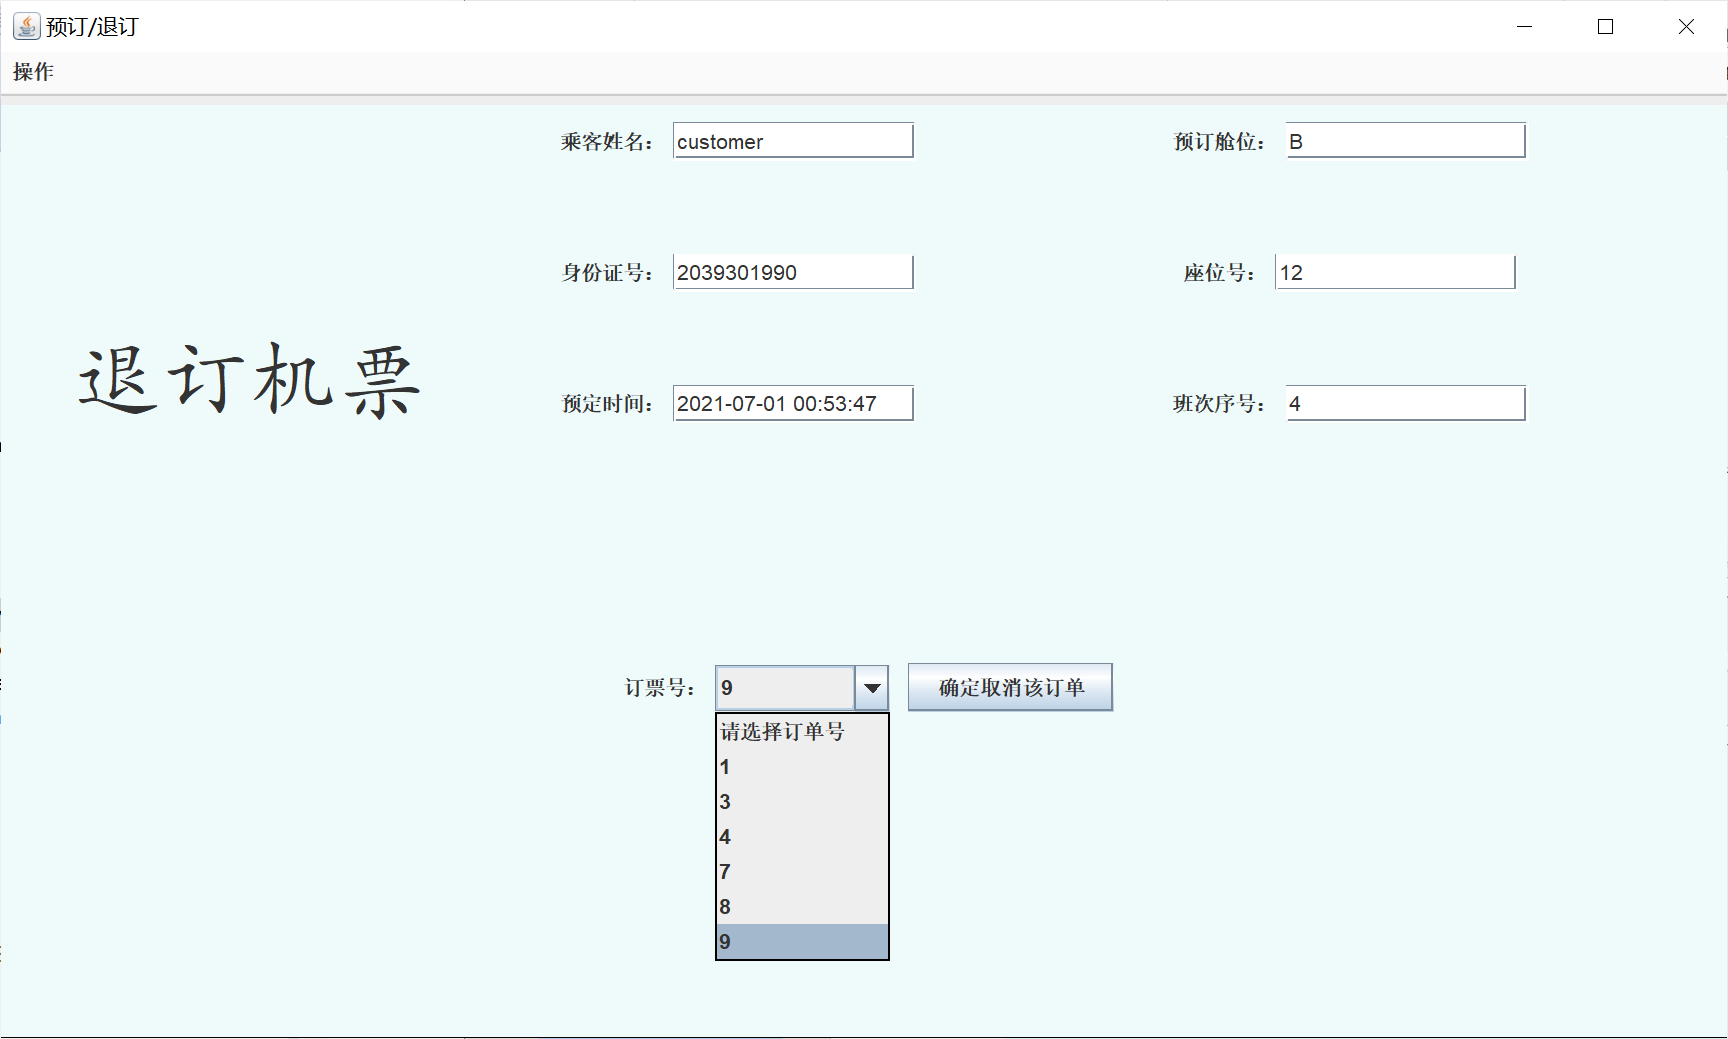 预订/退订
操作
乘客姓名： customer 预订舱位： B
身份证号： 2039301990 座位号： 12
退订机票
预定时间： 2021-07-01 00:53:47 班次序号： 4
订票号： 9 确定取消该订单
请选择订单号
1
3
4
7
8
9